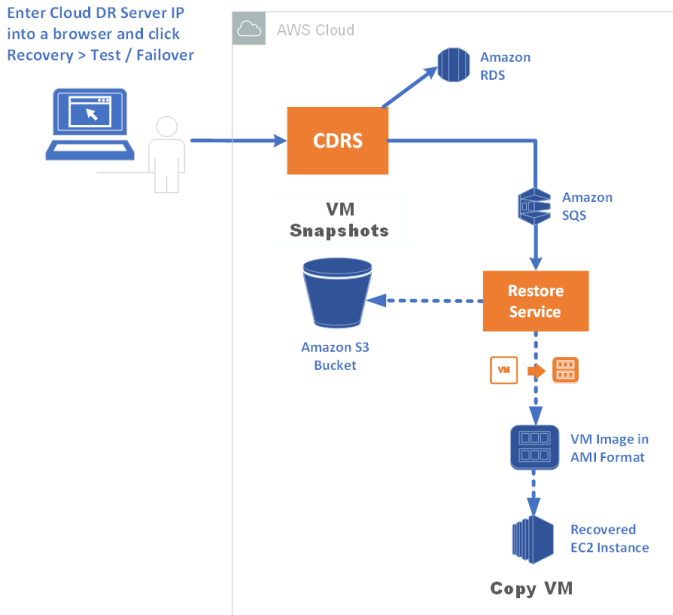 Enter Cloud DR Server IP
into a browser and click
Recovery > Test / Failover
AWS Cloud
Amazon
RDS
CDRS
Amazon
SQS
VM
Snapshots
Restore
Service
Amazon S3
Bucket
VM
VM Image in
AMI Format
Recovered
EC2 Instance
Copy VM